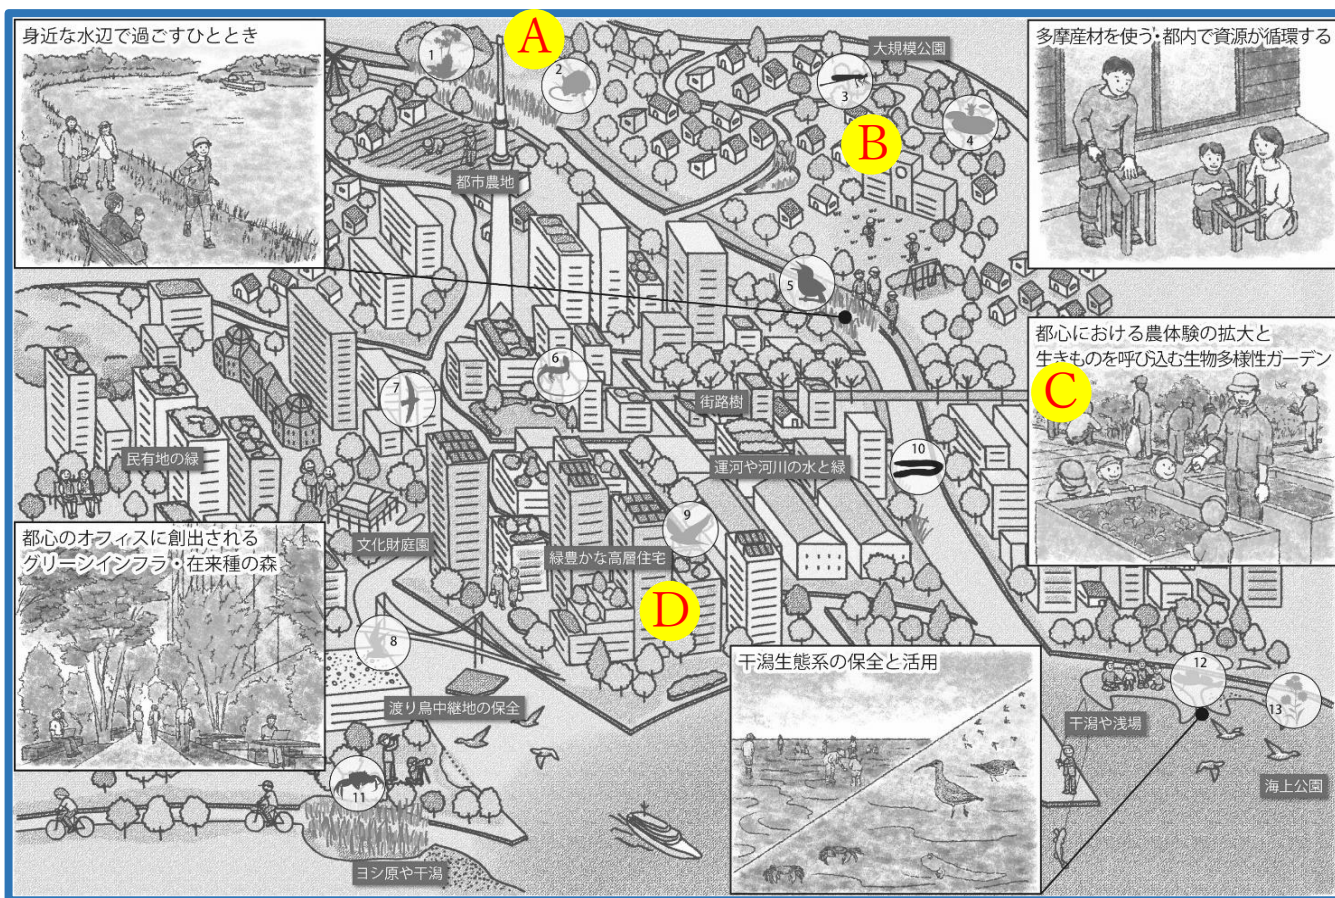 身近な水辺で過ごすひととき
A
1
2
大規模公園
3
4
B
多摩産材を使う・都内で資源が循環する
都市農地
5
6
7
街路樹
都心における農体験の拡大と
生きものを呼び込む生物多様性ガーデン
C
民有地の緑
運河や河川の水と緑
10
9
文化財庭園
緑豊かな高層住宅
D
都心のオフィスに創出される
グリーンインフラ・在来種の森
8
渡り鳥中継地の保全
11
ヨシ原や干潟
干潟生態系の保全と活用
12
13
干潟や浅場
海上公園